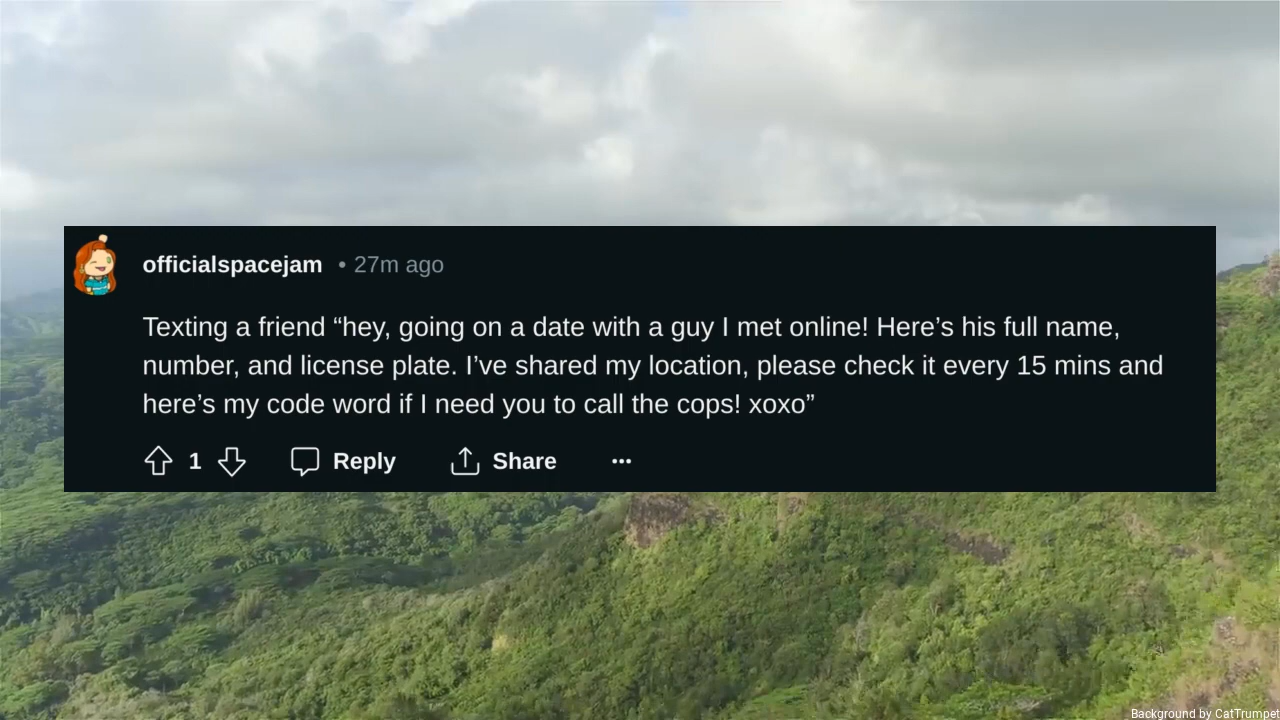 officialspacejam • 27m ago
Texting a friend “hey, going on a date with a guy I met online! Here’s his full name,
number, and license plate. I’ve shared my location, please check it every 15 mins and
here’s my code word if I need you to call the cops! xoxo”
1 Reply Share ...
Background by CatTrumpet